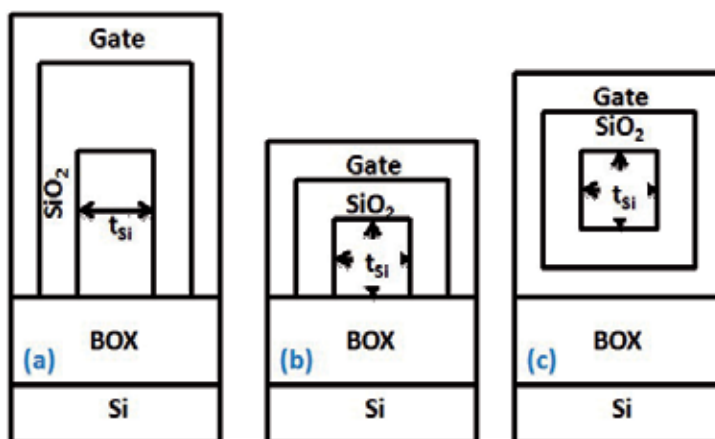 Gate
SiO2
tSi
BOX
(a)
Si
Gate
SiO2
tSi
BOX
(b)
Si
Gate
SiO2
tSi
BOX
(c)
Si